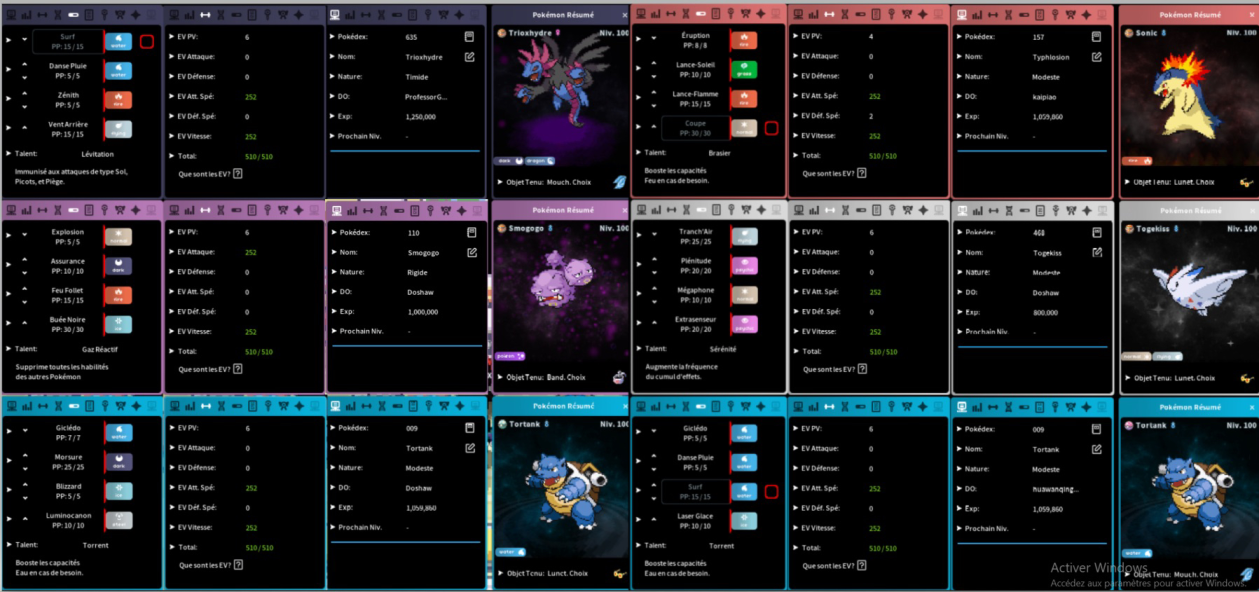 Surf
PP: 15/15
water
Danse Pluie
PP: 5/5
water
Zénith
PP: 5/5
fire
Vent Arrière
PP: 15/15
flying
Talent: Lévitation
Immunisé aux attaques de type Sol,
Picots, et Piège.
EV PV: 6
EV Attaque: 0
EV Défense: 0
EV Att. Spé: 252
EV Déf. Spé: 0
EV Vitesse: 252
Total: 510/510
Que sont les EV? ?
Pokédex: 635
Nom: Trioxhydre
Nature: Timide
DO: ProfessorG...
Exp: 1,250,000
Prochain Niv. -
Pokémon Résumé x
Trioxhydre Niv. 100
dark dragon
Objet Tenu: Mouch. Choix
Éruption
PP: 8/8
fire
Lance-Soleil
PP: 10/10
grass
Lance-Flamme
PP: 15/15
fire
Coupe
PP: 30/30
normal
Talent: Brasier
Booste les capacités
Feu en cas de besoin.
EV PV: 4
EV Attaque: 0
EV Défense: 0
EV Att. Spé: 252
EV Déf. Spé: 2
EV Vitesse: 252
Total: 510/510
Que sont les EV? ?
Pokédex: 157
Nom: Typhlosion
Nature: Modeste
DO: kaipiao
Exp: 1,059,860
Prochain Niv. -
Pokémon Résumé x
Sonic Niv. 100
fire
Objet Tenu: Lunet. Choix
Explosion
PP: 5/5
normal
Assurance
PP: 10/10
dark
Feu Follet
PP: 15/15
fire
Buée Noire
PP: 30/30
ice
Talent: Gaz Réactif
Supprime toutes les habilités
des autres Pokémon
EV PV: 6
EV Attaque: 252
EV Défense: 0
EV Att. Spé: 0
EV Déf. Spé: 0
EV Vitesse: 252
Total: 510/510
Que sont les EV? ?
Pokédex: 110
Nom: Smogogo
Nature: Rigide
DO: Doshaw
Exp: 1,000,000
Prochain Niv. -
Pokémon Résumé x
Smogogo Niv. 100
poison
Objet Tenu: Band. Choix
Tranch'Air
PP: 25/25
flying
Plénitude
PP: 20/20
psychic
Mégaphone
PP: 10/10
normal
Extrasenseur
PP: 20/20
psychic
Talent: Sérénité
Augmente la fréquence
du cumul d'effets.
EV PV: 6
EV Attaque: 0
EV Défense: 0
EV Att. Spé: 252
EV Déf. Spé: 0
EV Vitesse: 252
Total: 510/510
Que sont les EV? ?
Pokédex: 468
Nom: Togekiss
Nature: Modeste
DO: Doshaw
Exp: 800,000
Prochain Niv. -
Pokémon Résumé x
Togekiss Niv. 100
normal flying
Objet Tenu: Lunet. Choix
Giclédo
PP: 7/7
water
Morsure
PP: 25/25
dark
Blizzard
PP: 5/5
ice
Luminocanon
PP: 10/10
steel
Talent: Torrent
Booste les capacités
Eau en cas de besoin.
EV PV: 6
EV Attaque: 0
EV Défense: 0
EV Att. Spé: 252
EV Déf. Spé: 0
EV Vitesse: 252
Total: 510/510
Que sont les EV? ?
Pokédex: 009
Nom: Tortank
Nature: Modeste
DO: Doshaw
Exp: 1,059,860
Prochain Niv. -
Pokémon Résumé x
Tortank Niv. 100
water
Objet Tenu: Lunet. Choix
Giclédo
PP: 5/5
water
Danse Pluie
PP: 5/5
water
Surf
PP: 15/15
water
Laser Glace
PP: 10/10
ice
Talent: Torrent
Booste les capacités
Eau en cas de besoin.
EV PV: 6
EV Attaque: 0
EV Défense: 0
EV Att. Spé: 252
EV Déf. Spé: 0
EV Vitesse: 252
Total: 510/510
Que sont les EV? ?
Pokédex: 009
Nom: Tortank
Nature: Modeste
DO: huawanqing...
Exp: 1,059,860
Prochain Niv. -
Pokémon Résumé x
Tortank Niv. 100
water
Objet Tenu: Mouch. Choix
Activer Windows
Accédez aux paramètres pour activer Windows.